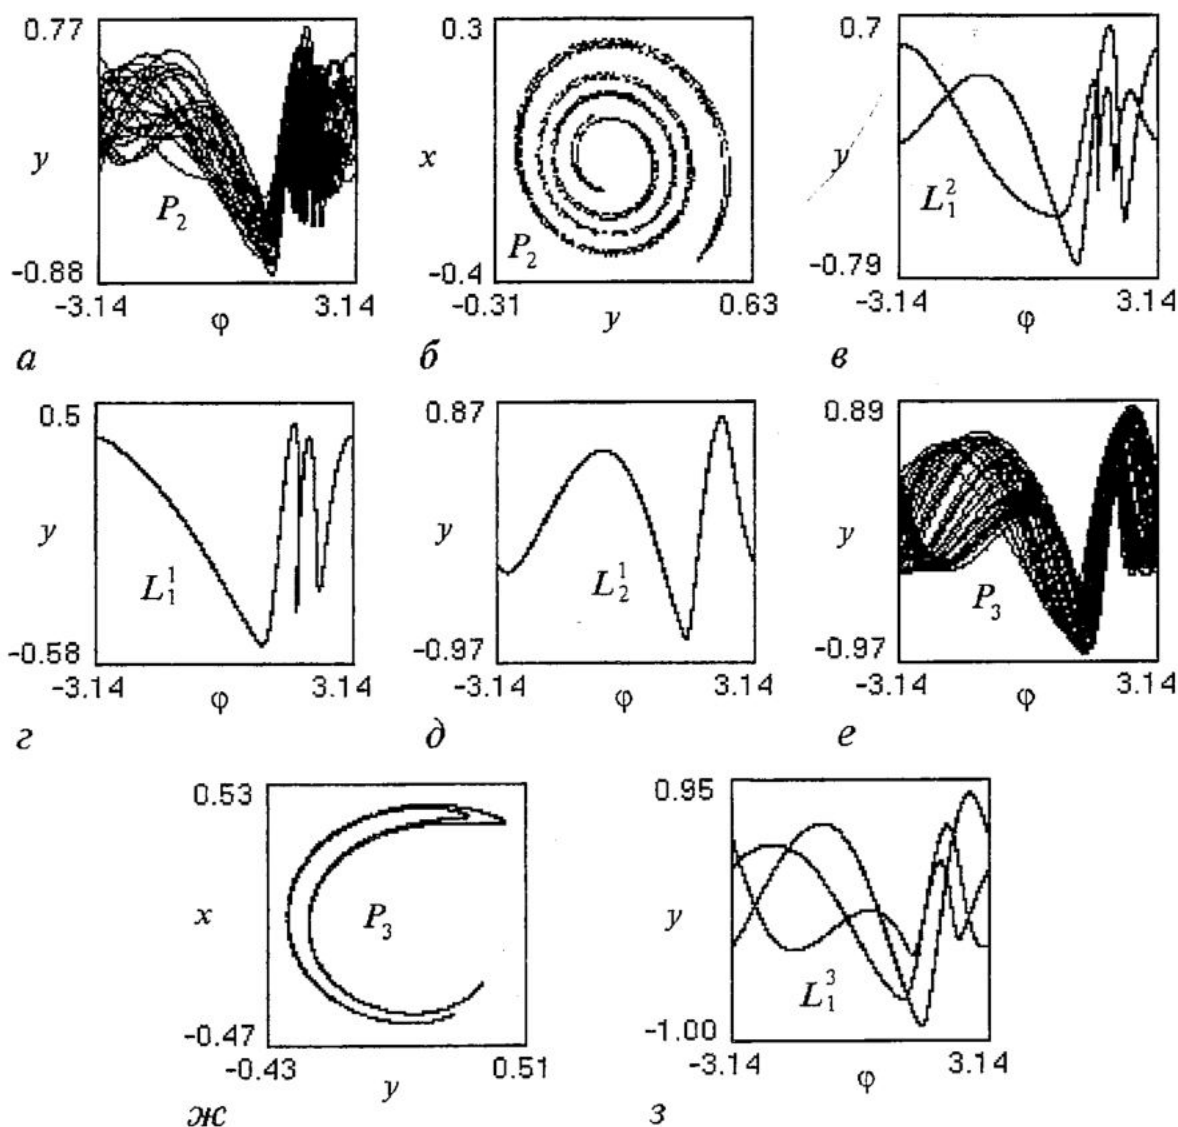 0.77
y
P₂
-0.88
-3.14
3.14
φ
а
0.3
x
P₂
-0.4
-0.31
0.63
y
б
0.7
y
L₁²
-0.79
-3.14
3.14
φ
в
0.5
y
L₁¹
-0.58
-3.14
3.14
φ
г
0.87
y
L₂¹
-0.97
-3.14
3.14
φ
д
0.89
y
P₃
-0.97
-3.14
3.14
φ
е
0.53
x
P₃
-0.47
-0.43
0.51
y
ж
0.95
y
L₁³
-1.00
-3.14
3.14
φ
з